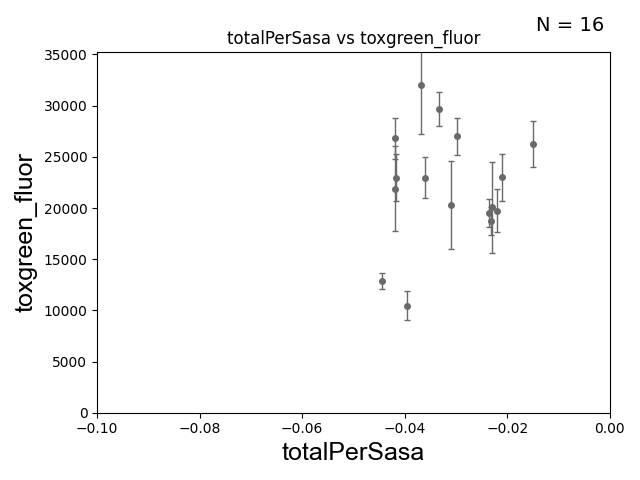 N = 16
totalPerSasa vs toxgreen_fluor
35000
30000
25000
20000
15000
10000
5000
0
toxgreen_fluor
−0.10 −0.08 −0.06 −0.04 −0.02 0.00
totalPerSasa